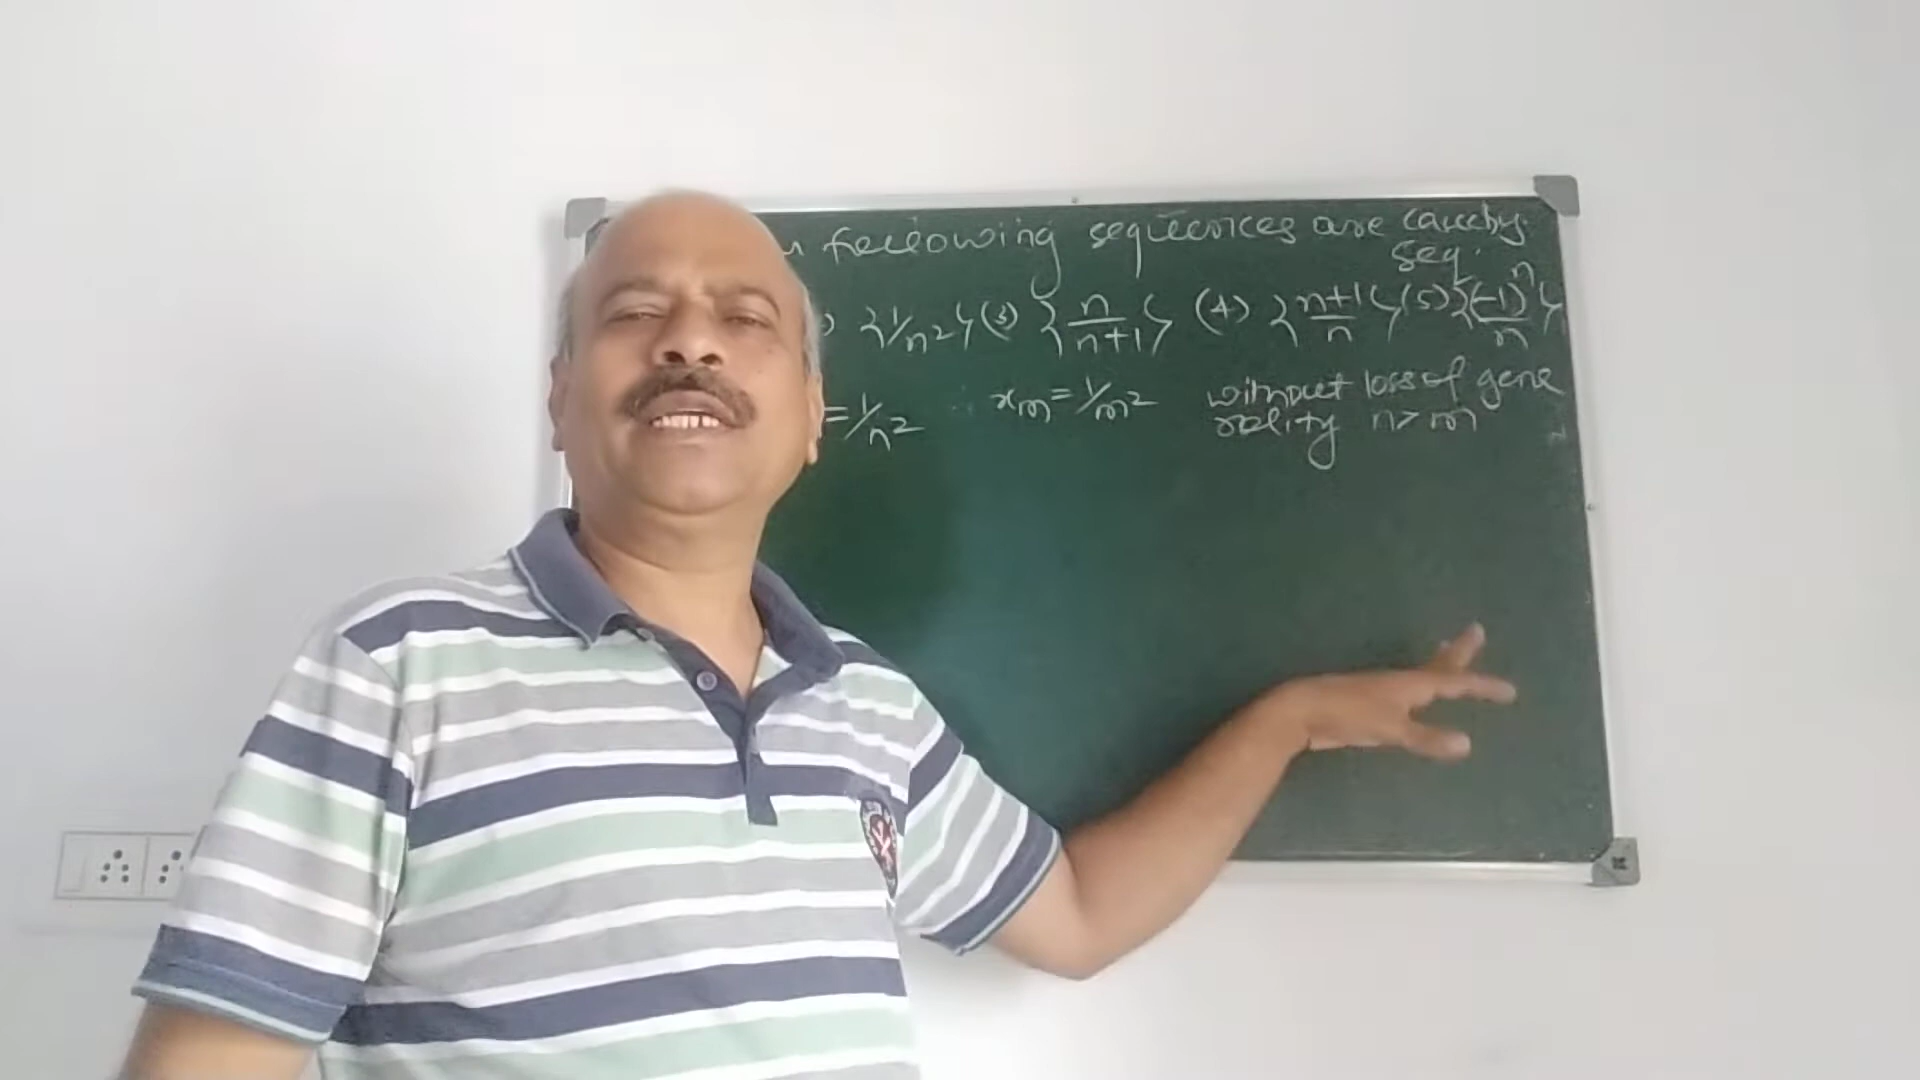 following sequences are cauchy.
seq.
{1/n²} (3) {n/n+1} (4) {n+1/n} (5) {(-1)ⁿ/n}
=1/n² xm=1/m² without loss of gene
rality n>m